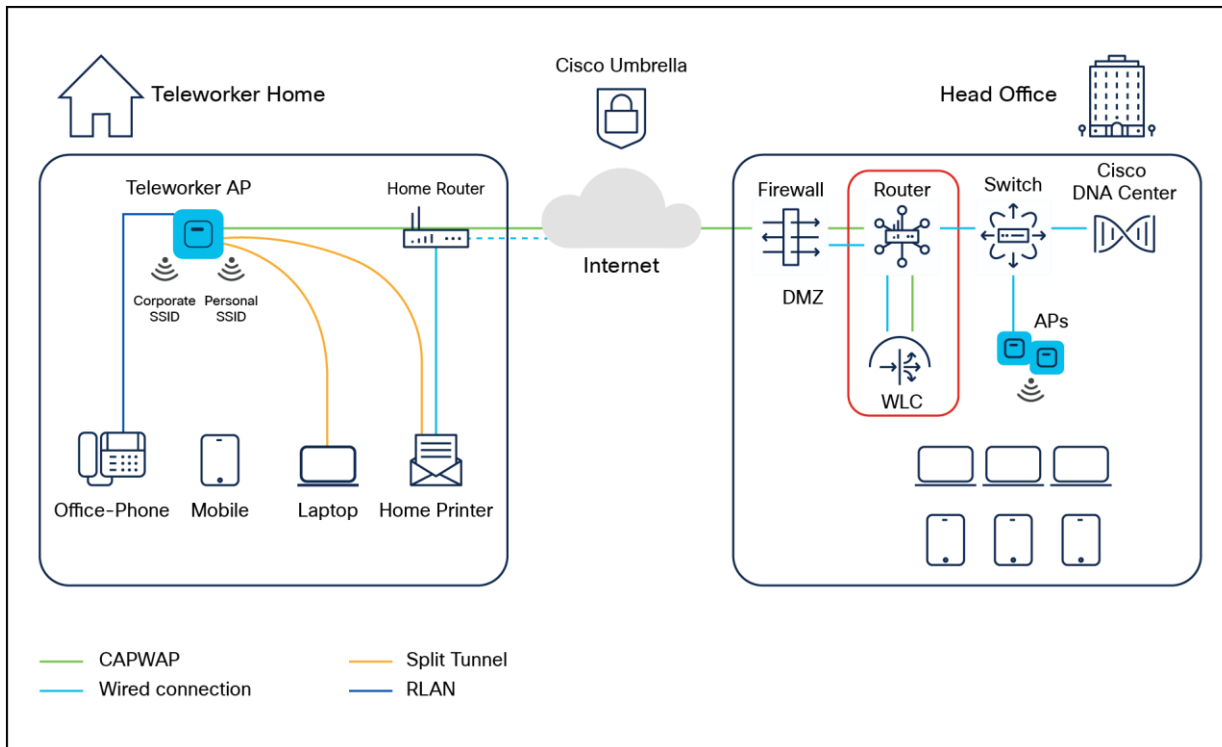 Teleworker Home
Cisco Umbrella
Head Office
Teleworker AP
Home Router
Corporate
SSID
Personal
SSID
Office-Phone
Mobile
Laptop
Home Printer
Internet
Firewall
DMZ
Router
WLC
Switch
Cisco
DNA Center
APs
CAPWAP
Wired connection
Split Tunnel
RLAN